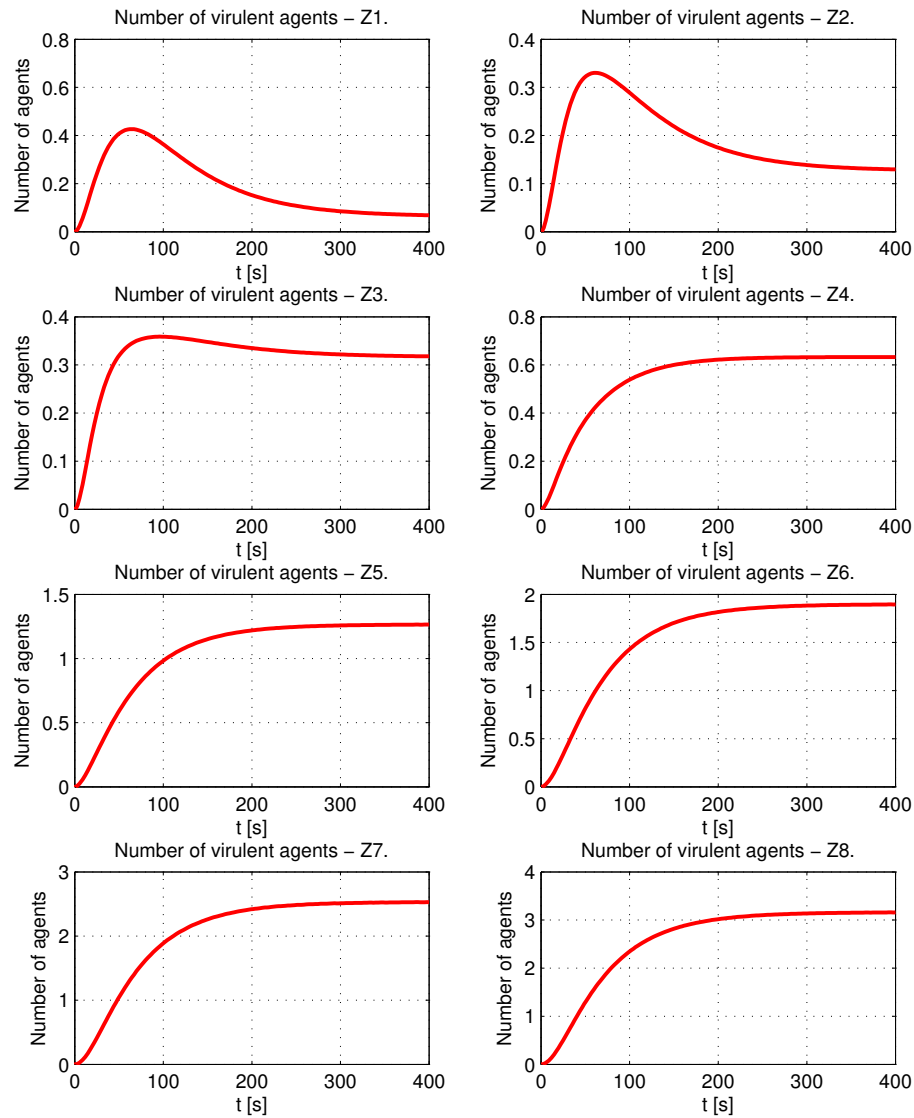 Number of virulent agents − Z1.
Number of agents
0.8
0.6
0.4
0.2
0
0 100 200 300 400
t [s]
Number of virulent agents − Z2.
Number of agents
0.4
0.3
0.2
0.1
0
0 100 200 300 400
t [s]
Number of virulent agents − Z3.
Number of agents
0.4
0.3
0.2
0.1
0
0 100 200 300 400
t [s]
Number of virulent agents − Z4.
Number of agents
0.8
0.6
0.4
0.2
0
0 100 200 300 400
t [s]
Number of virulent agents − Z5.
Number of agents
1.5
1
0.5
0
0 100 200 300 400
t [s]
Number of virulent agents − Z6.
Number of agents
2
1.5
1
0.5
0
0 100 200 300 400
t [s]
Number of virulent agents − Z7.
Number of agents
3
2
1
0
0 100 200 300 400
t [s]
Number of virulent agents − Z8.
Number of agents
4
3
2
1
0
0 100 200 300 400
t [s]